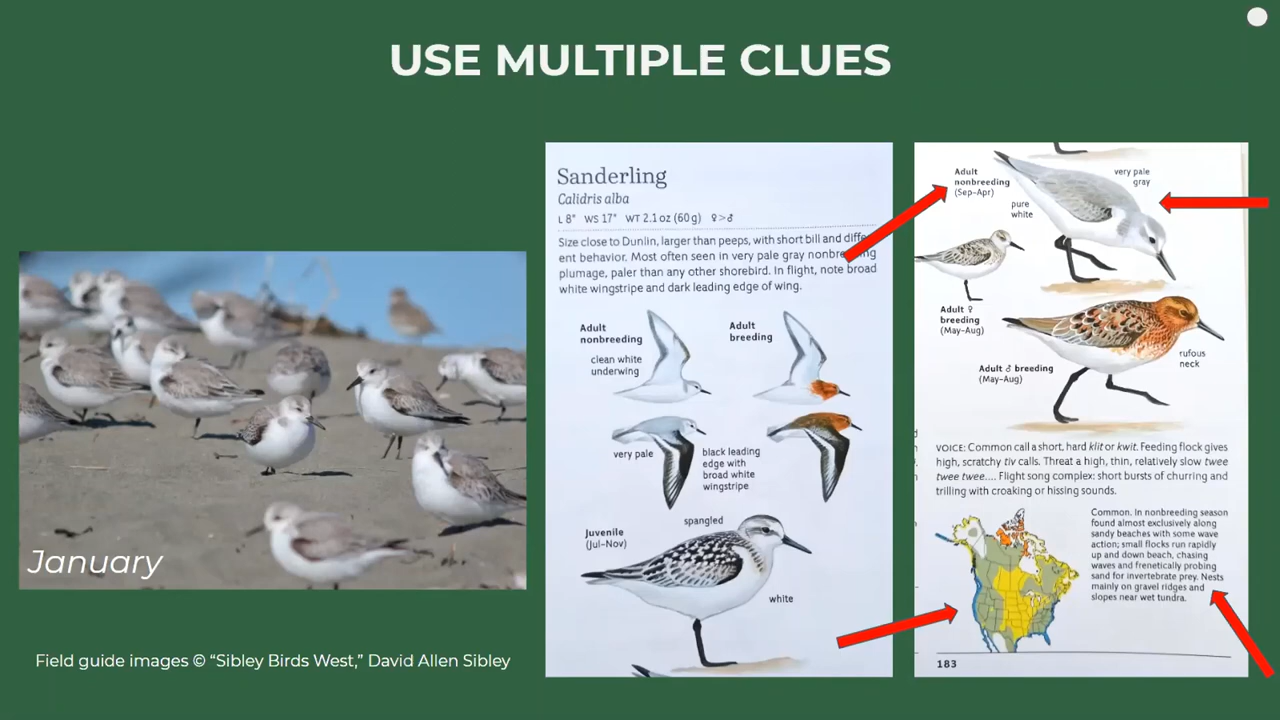 USE MULTIPLE CLUES
January
Field guide images © “Sibley Birds West,” David Allen Sibley
Sanderling
Calidris alba
L 8" WS 17" WT 2.1 oz (60 g) ♀>♂
Size close to Dunlin, larger than peeps, with short bill and differ-
ent behavior. Most often seen in very pale gray nonbreeding
plumage, paler than any other shorebird. In flight, note broad
white wingstripe and dark leading edge of wing.
Adult
nonbreeding
clean white
underwing
Adult
breeding
very pale
black leading
edge with
broad white
wingstripe
Juvenile
(Jul-Nov)
spangled
white
Adult
nonbreeding
(Sep-Apr)
very pale
gray
pure
white
Adult ♀
breeding
(May-Aug)
Adult ♂ breeding
(May-Aug)
rufous
neck
VOICE: Common call a short, hard klit or kwit. Feeding flock gives
high, scratchy tiv calls. Threat a high, thin, relatively slow twee
twee twee.... Flight song complex: short bursts of churring and
trilling with croaking or hissing sounds.
Common. In nonbreeding season
found almost exclusively along
sandy beaches with some wave
action; small flocks run rapidly
up and down beach, chasing
waves and frenetically probing
sand for invertebrate prey. Nests
mainly on gravel ridges and
slopes near wet tundra.
183